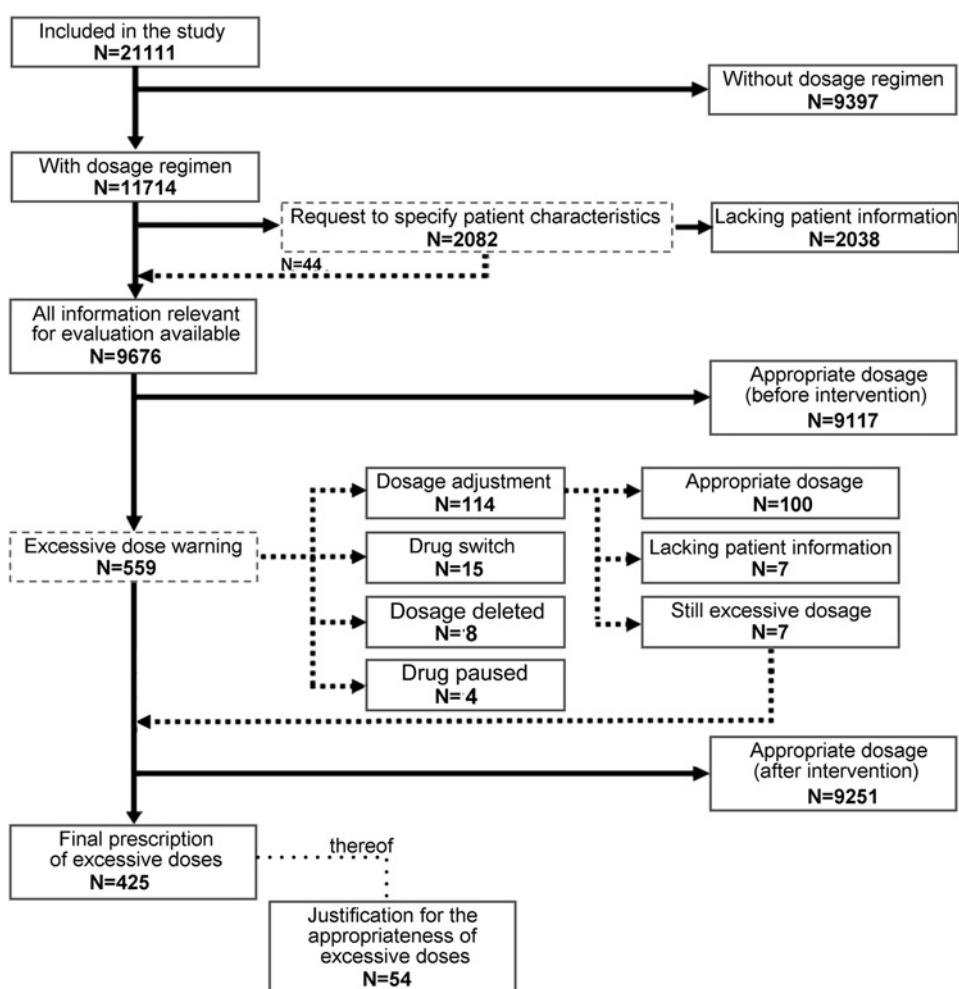 Included in the study
N=21111
Without dosage regimen
N=9397
With dosage regimen
N=11714
Request to specify patient characteristics
N=2082
Lacking patient information
N=2038
N=44
All information relevant
for evaluation available
N=9676
Appropriate dosage
(before intervention)
N=9117
Dosage adjustment
N=114
Appropriate dosage
N=100
Excessive dose warning
N=559
Drug switch
N=15
Lacking patient information
N=7
Dosage deleted
N= 8
Still excessive dosage
N=7
Drug paused
N= 4
Appropriate dosage
(after intervention)
N=9251
Final prescription
of excessive doses
N=425
thereof
Justification for the
appropriateness of
excessive doses
N=54